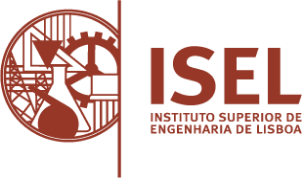 ISEL
INSTITUTO SUPERIOR DE
ENGENHARIA DE LISBOA